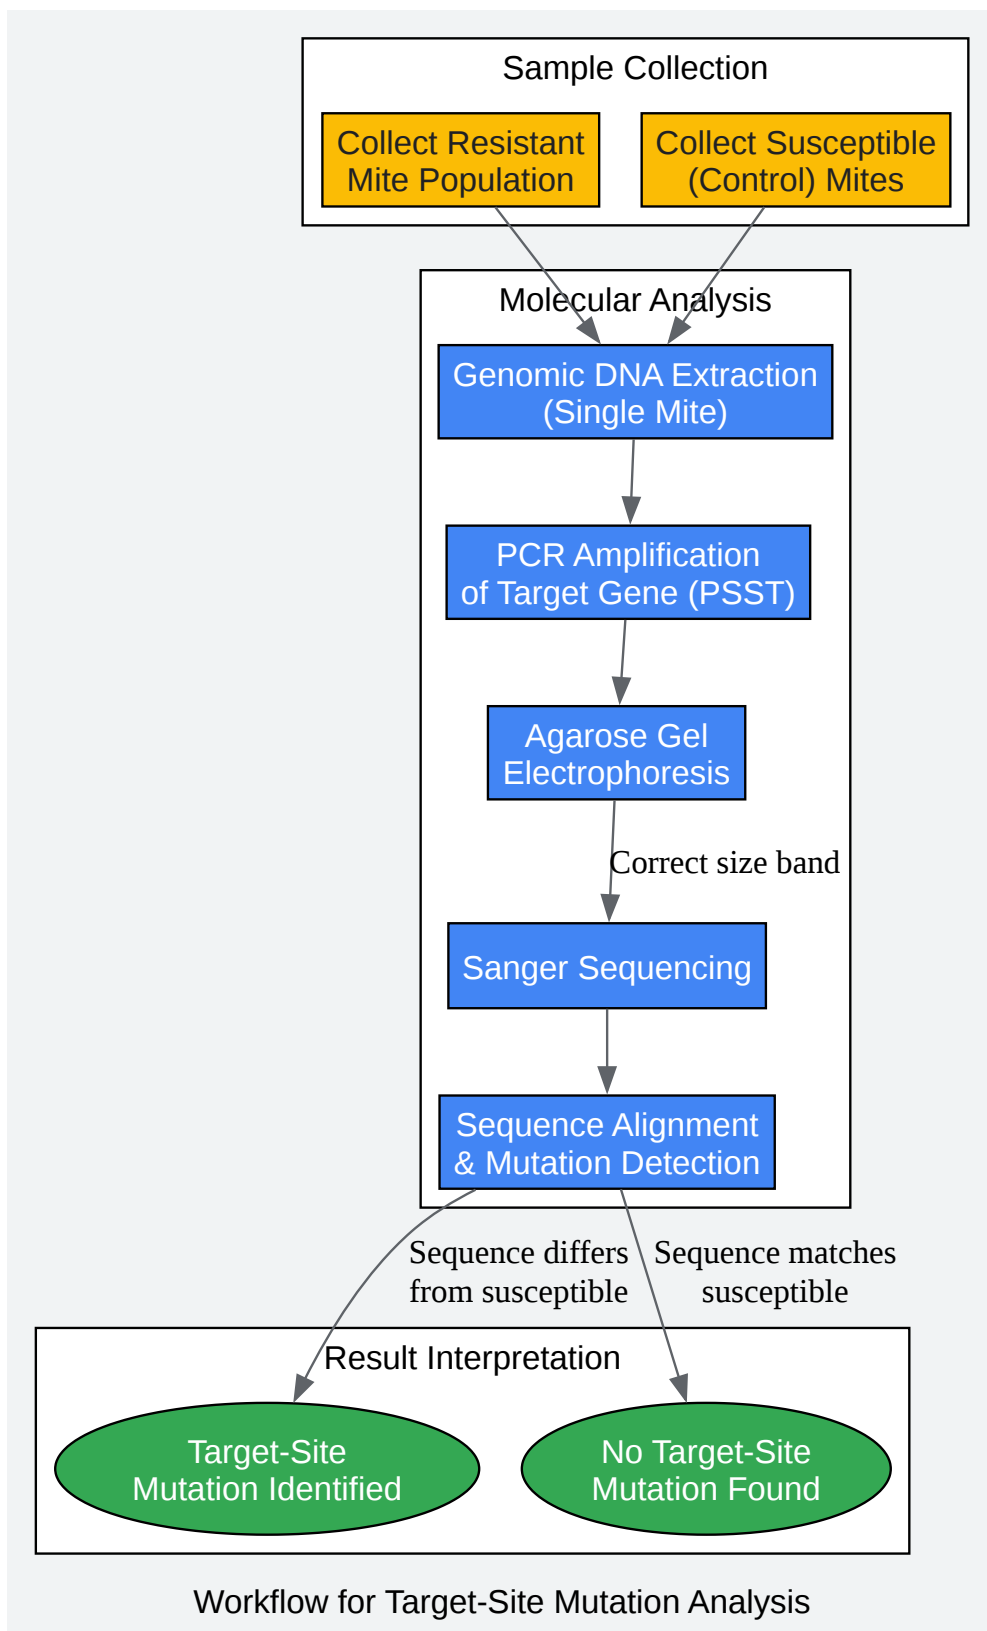 Sample Collection
Collect Resistant
Mite Population
Collect Susceptible
(Control) Mites
Molecular Analysis
Genomic DNA Extraction
(Single Mite)
PCR Amplification
of Target Gene (PSST)
Agarose Gel
Electrophoresis
Correct size band
Sanger Sequencing
Sequence Alignment
& Mutation Detection
Sequence differs
from susceptible
Sequence matches
susceptible
Result Interpretation
Target-Site
Mutation Identified
No Target-Site
Mutation Found
Workflow for Target-Site Mutation Analysis